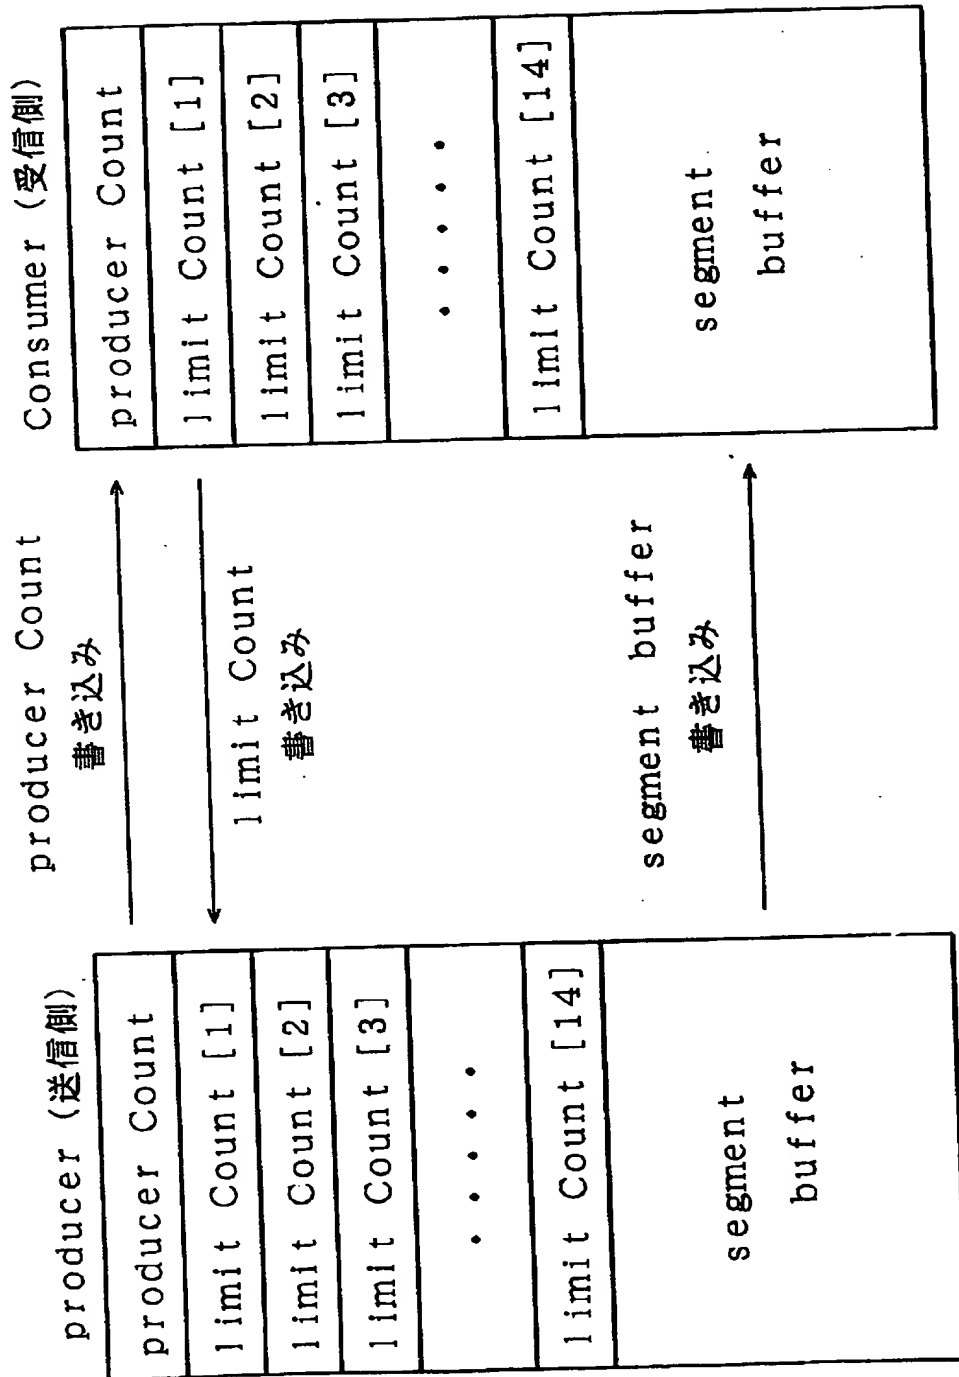 producer (送信側)
producer Count
limit Count [1]
limit Count [2]
limit Count [3]
・・・・・
limit Count [14]
segment
buffer
producer Count
書き込み
limit Count
書き込み
segment buffer
書き込み
Consumer (受信側)
producer Count
limit Count [1]
limit Count [2]
limit Count [3]
・・・・・
limit Count [14]
segment
buffer